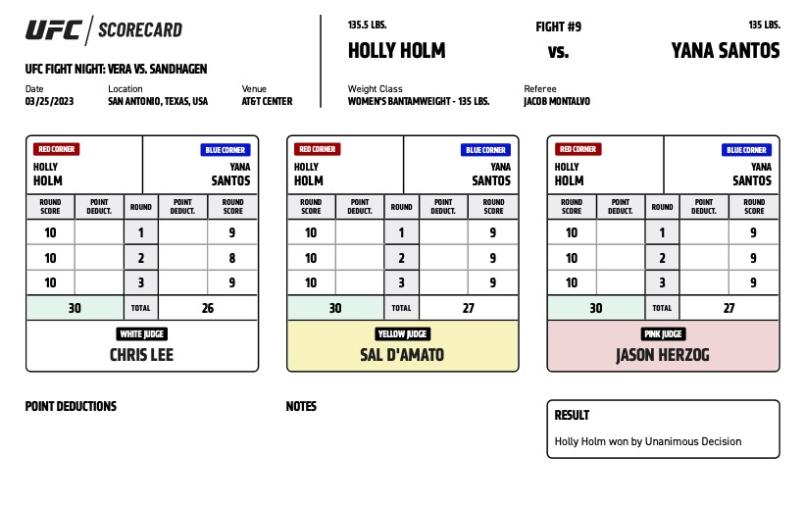 UFC / SCORECARD
UFC FIGHT NIGHT: VERA VS. SANDHAGEN
Date Location Venue
03/25/2023 SAN ANTONIO, TEXAS, USA AT&T CENTER
135.5 LBS. FIGHT #9 135 LBS.
HOLLY HOLM VS. YANA SANTOS
Weight Class Referee
WOMEN'S BANTAMWEIGHT - 135 LBS. JACOB MONTALVO
RED CORNER BLUE CORNER
HOLLY YANA
HOLM SANTOS
ROUND POINT ROUND POINT ROUND
SCORE DEDUCT. DEDUCT. SCORE
10 1 9
10 2 8
10 3 9
30 TOTAL 26
WHITE JUDGE
CHRIS LEE
RED CORNER BLUE CORNER
HOLLY YANA
HOLM SANTOS
ROUND POINT ROUND POINT ROUND
SCORE DEDUCT. DEDUCT. SCORE
10 1 9
10 2 9
10 3 9
30 TOTAL 27
YELLOW JUDGE
SAL D'AMATO
RED CORNER BLUE CORNER
HOLLY YANA
HOLM SANTOS
ROUND POINT ROUND POINT ROUND
SCORE DEDUCT. DEDUCT. SCORE
10 1 9
10 2 9
10 3 9
30 TOTAL 27
PINK JUDGE
JASON HERZOG
POINT DEDUCTIONS
NOTES
RESULT
Holly Holm won by Unanimous Decision